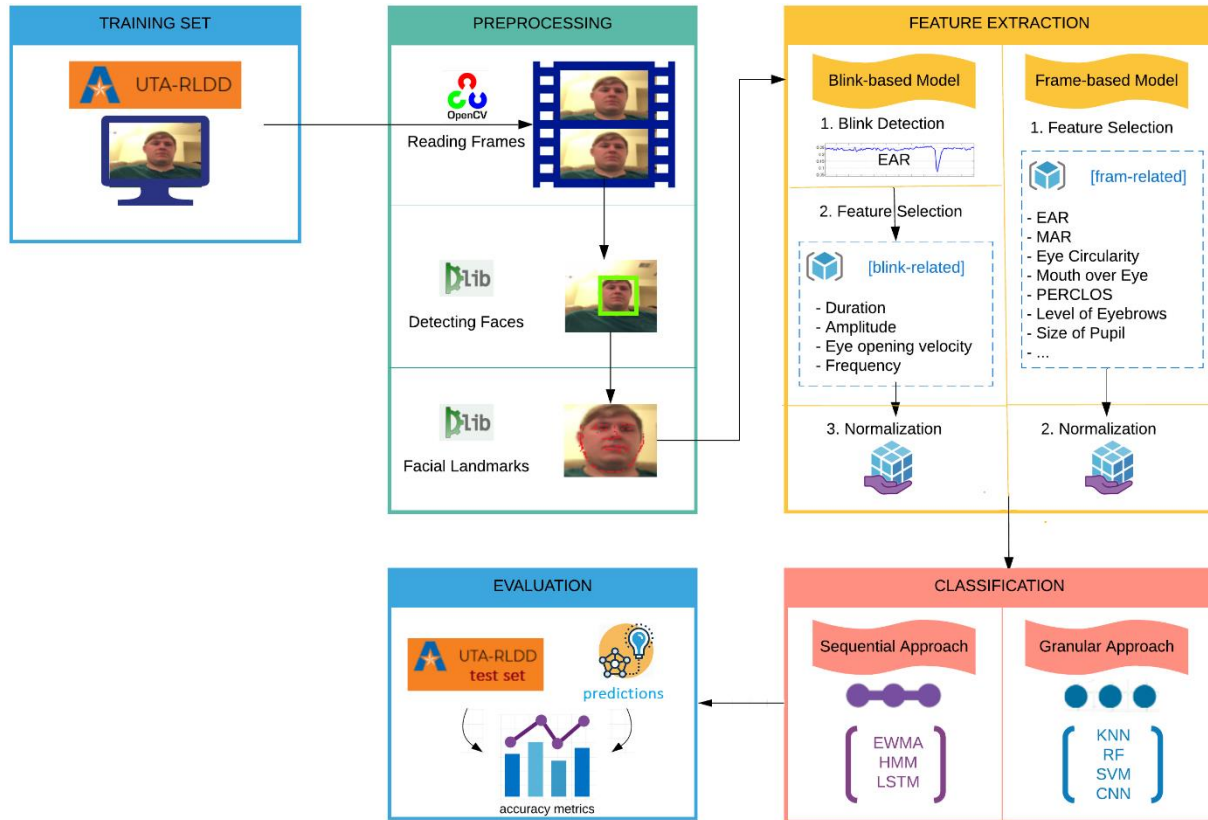 TRAINING SET
UTA-RLDD
PREPROCESSING
OpenCV
Reading Frames
Dlib
Detecting Faces
Dlib
Facial Landmarks
FEATURE EXTRACTION
Blink-based Model
1. Blink Detection
EAR
2. Feature Selection
[blink-related]
- Duration
- Amplitude
- Eye opening velocity
- Frequency
3. Normalization
Frame-based Model
1. Feature Selection
[fram-related]
- EAR
- MAR
- Eye Circularity
- Mouth over Eye
- PERCLOS
- Level of Eyebrows
- Size of Pupil
- ...
2. Normalization
EVALUATION
UTA-RLDD
test set
predictions
accuracy metrics
CLASSIFICATION
Sequential Approach
EWMA
HMM
LSTM
Granular Approach
KNN
RF
SVM
CNN